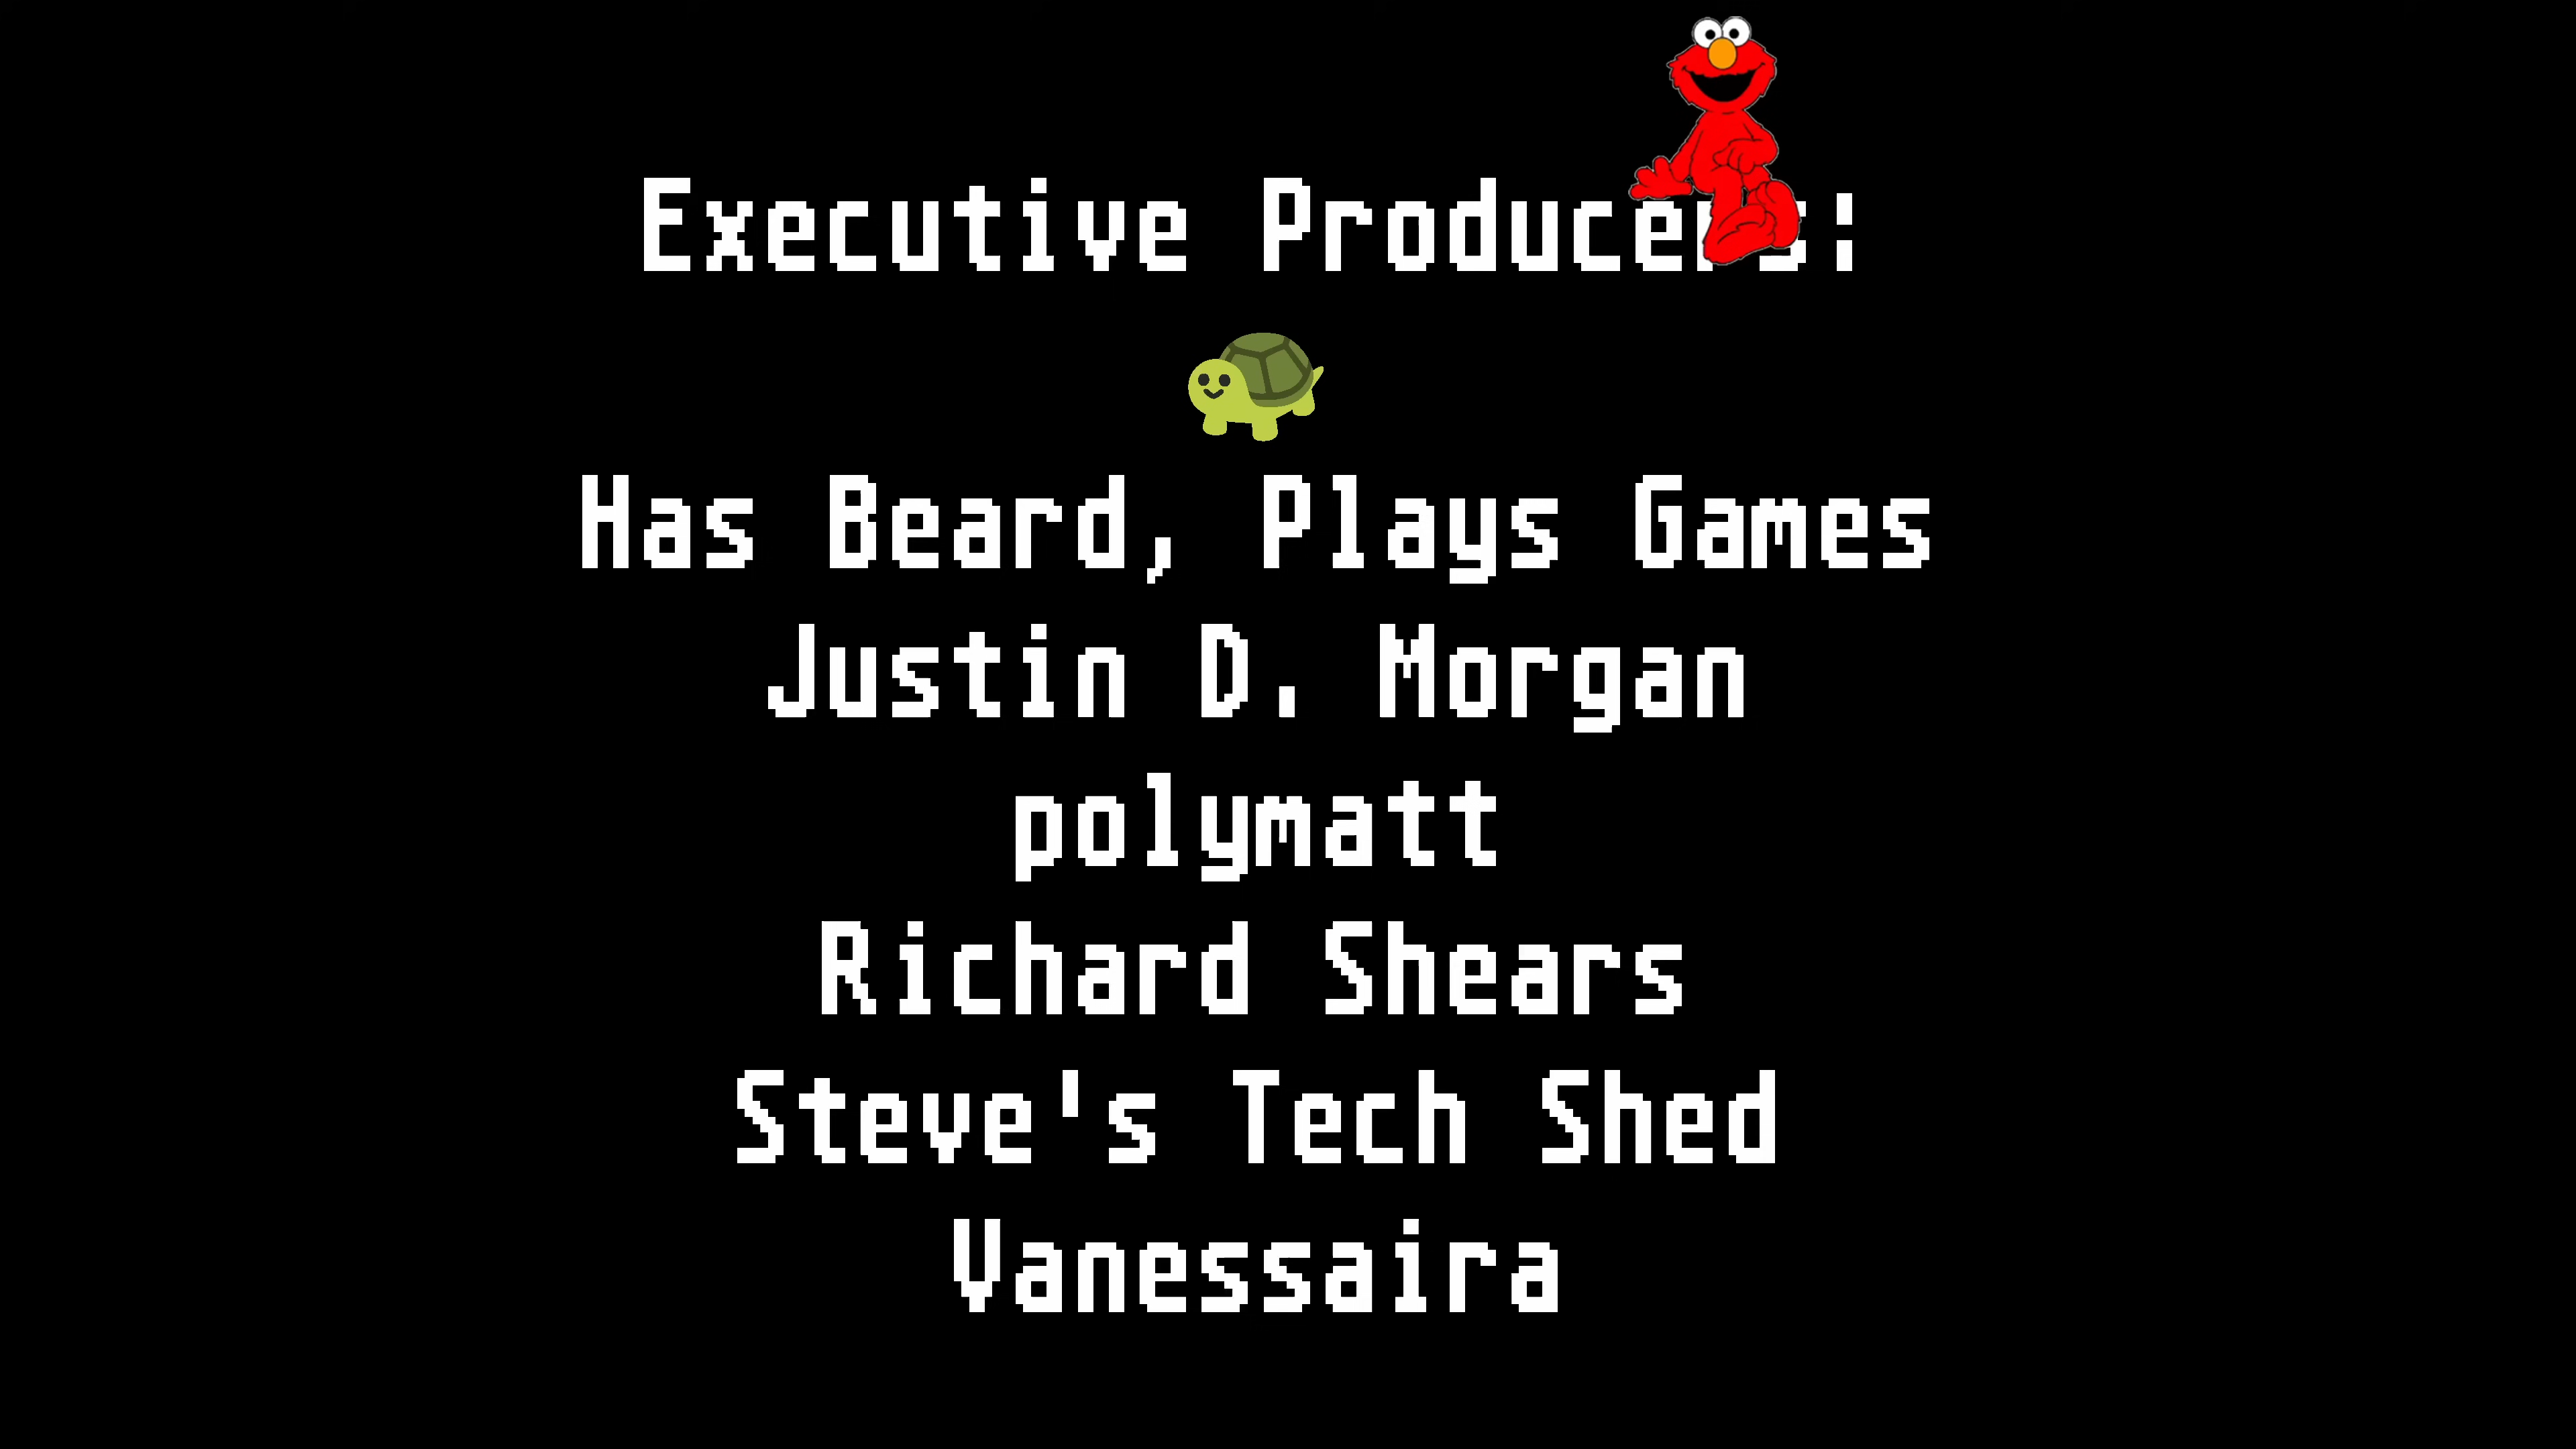 Executive Producers:
🐢
Has Beard, Plays Games
Justin D. Morgan
polymatt
Richard Shears
Steve's Tech Shed
Vanessaira